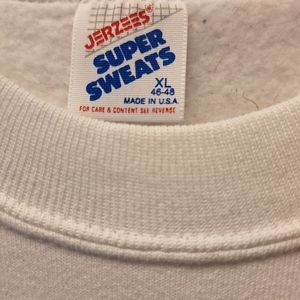 JERZEES®
SUPER
SWEATS
XL
46-48
MADE IN U.S.A.
FOR CARE & CONTENT SEE REVERSE